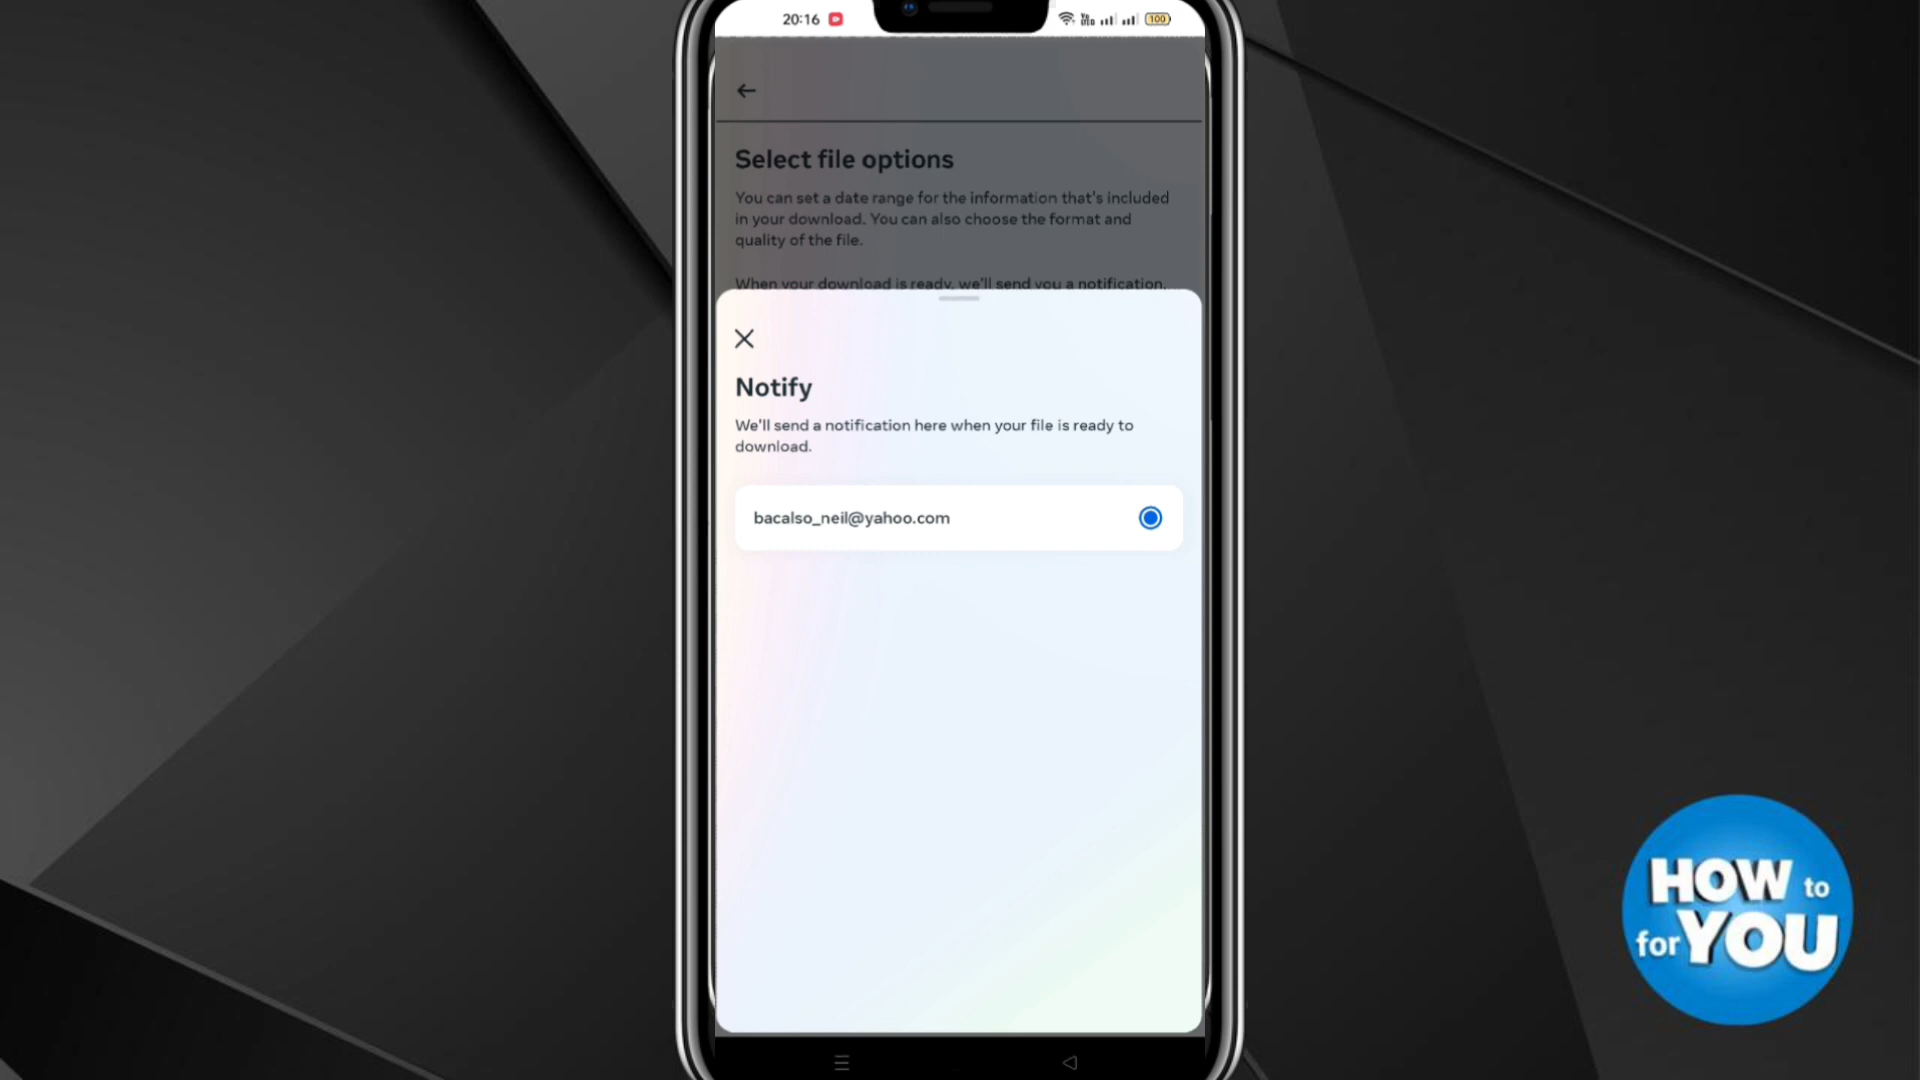 20:16
100
Select file options
You can set a date range for the information that's included
in your download. You can also choose the format and
quality of the file.
When your download is ready, we'll send you a notification.
Notify
We'll send a notification here when your file is ready to
download.
bacalso_neil@yahoo.com
HOW to
for YOU